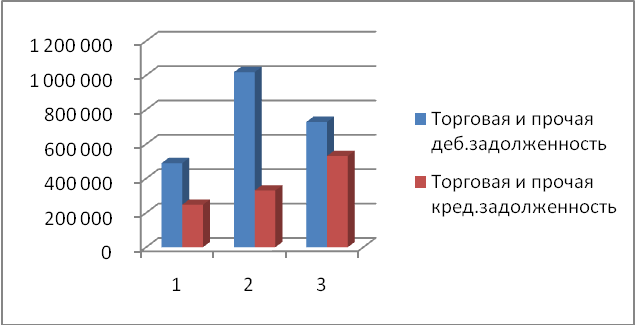 1 200 000
1 000 000
800 000
600 000
400 000
200 000
0
1 2 3
Торговая и прочая
деб.задолженность
Торговая и прочая
кред.задолженность